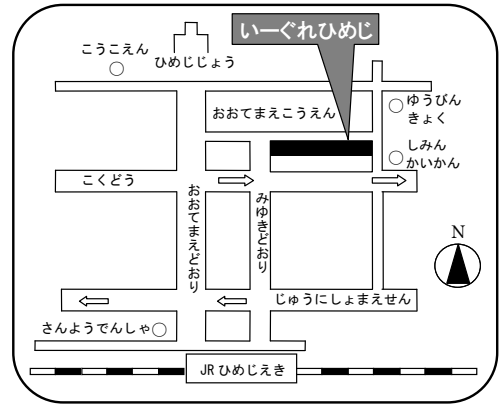 いーぐれひめじ
こうこえん
ひめじじょう
おおてまえこうえん
ゆうびん
きょく
しみん
かいかん
こくどう
おおてまえどおり
みゆきどおり
N
じゅうにしょまえせん
さんようでんしゃ
JR ひめじえき